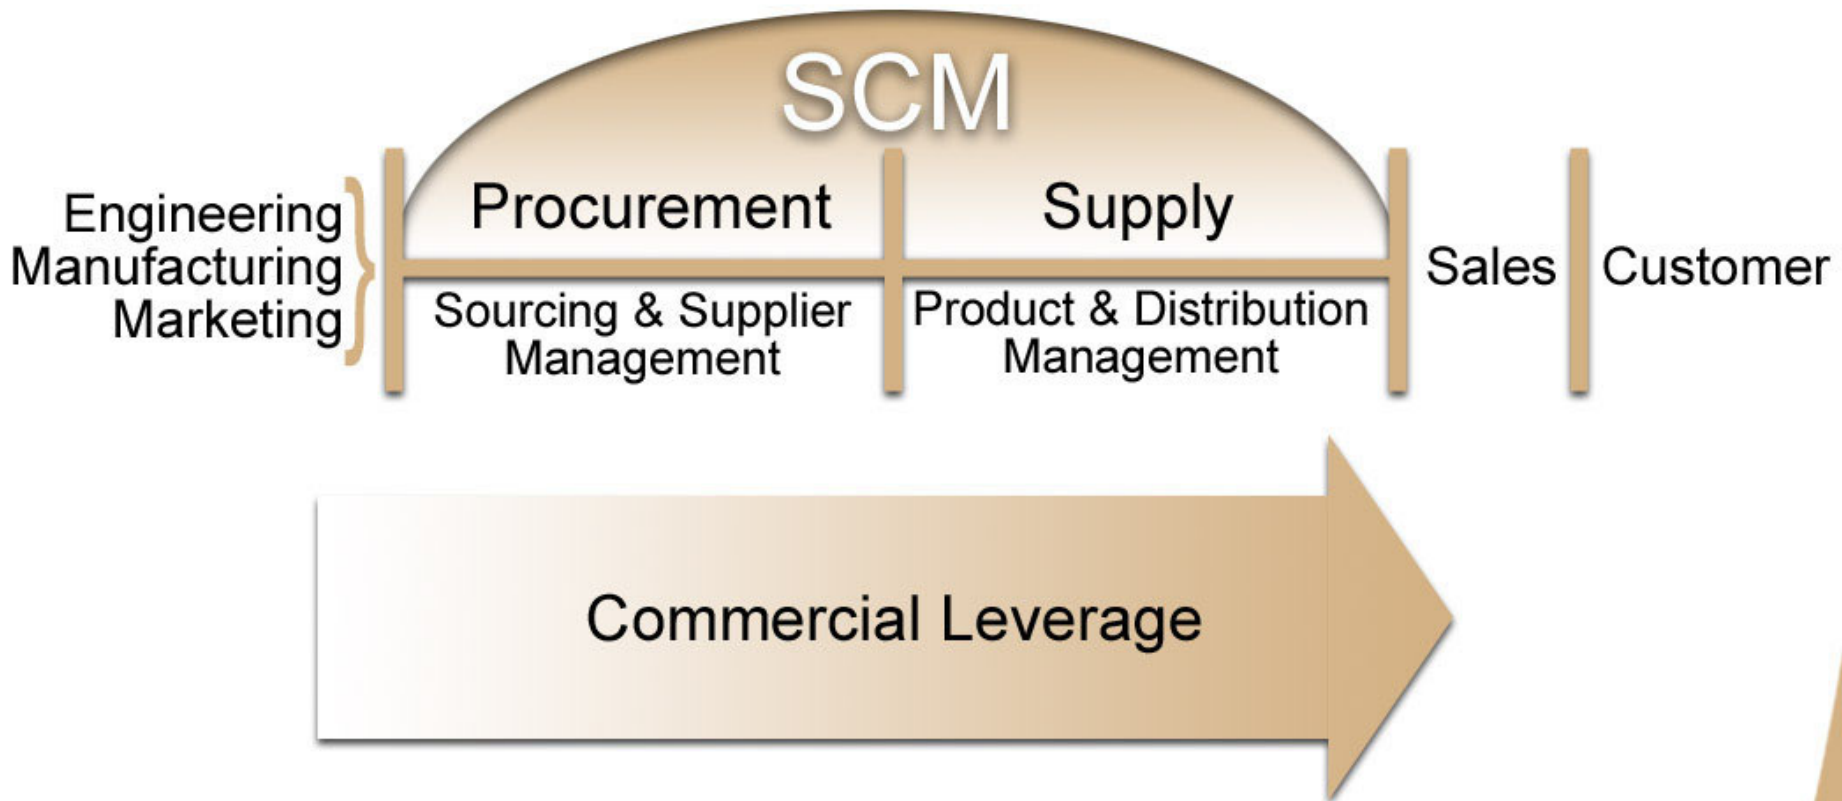 SCM
Engineering
Manufacturing
Marketing
Procurement
Supply
Sourcing & Supplier
Management
Product & Distribution
Management
Sales
Customer
Commercial Leverage